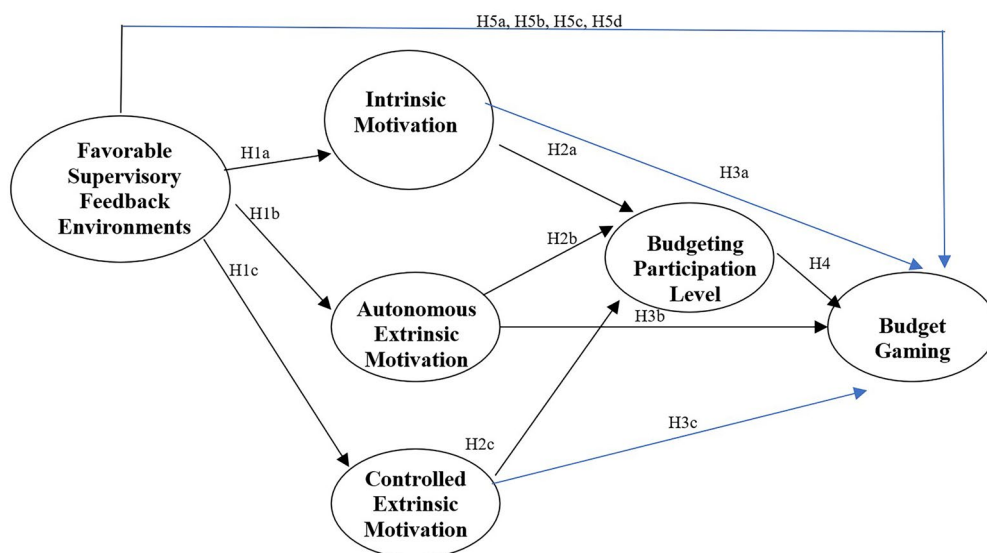 H5a, H5b, H5c, H5d
Intrinsic
Motivation
Favorable
Supervisory
Feedback
Environments
H1a
H2a
H3a
H1b
H2b
H1c
Budgeting
Participation
Level
H4
Autonomous
Extrinsic
Motivation
H3b
Budget
Gaming
H2c
H3c
Controlled
Extrinsic
Motivation